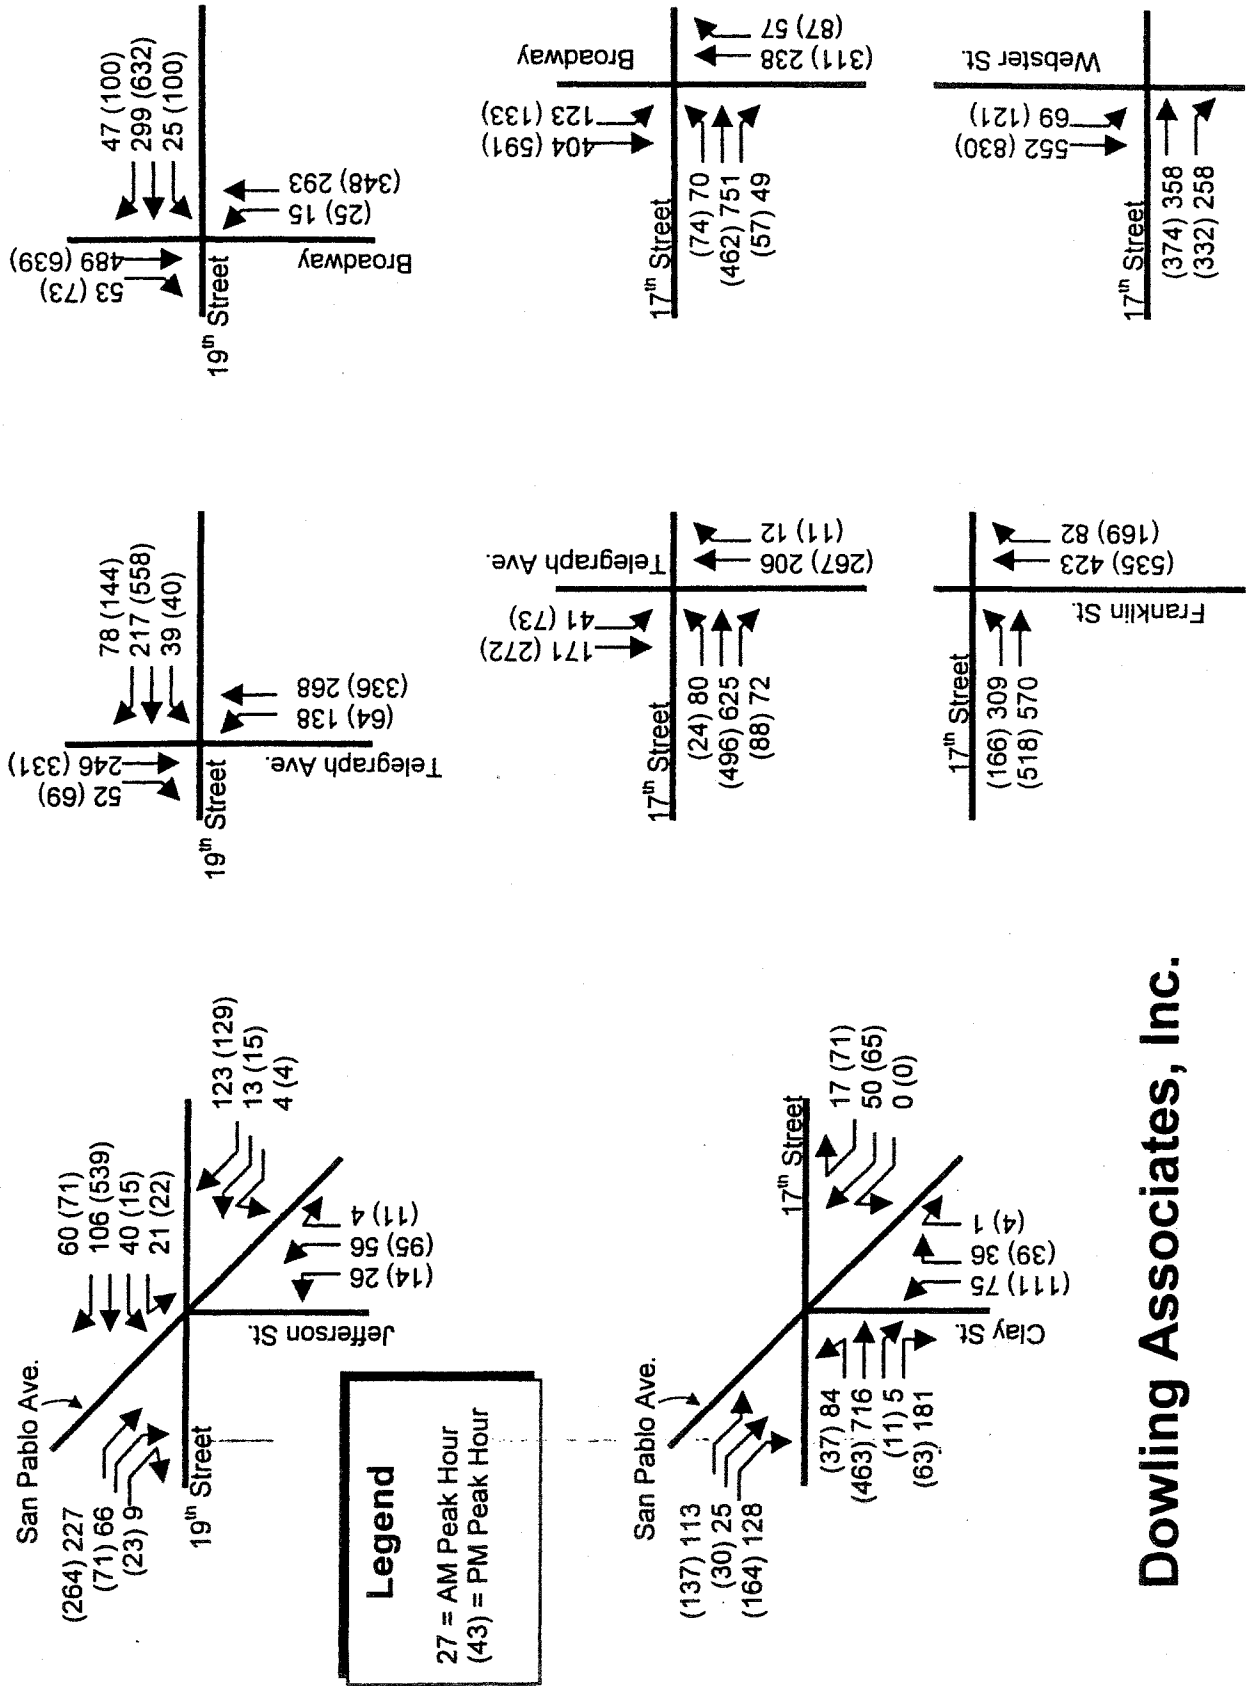 San Pablo Ave.
60 (71)
106 (539)
40 (15)
21 (22)
123 (129)
13 (15)
4 (4)
(264) 227
(71) 66
(23) 9
19th Street
Jefferson St.
(14) 26
(95) 56
(11) 4
52 (69)
246 (331)
78 (144)
217 (558)
39 (40)
19th Street
Telegraph Ave.
(64) 138
(336) 268
53 (73)
489 (639)
47 (100)
299 (632)
25 (100)
19th Street
Broadway
(25) 15
(348) 293
Legend
27 = AM Peak Hour
(43) = PM Peak Hour
San Pablo Ave.
(137) 113
(30) 25
(164) 128
17th Street
17 (71)
50 (65)
0 (0)
(37) 84
(463) 716
(11) 5
(63) 181
Clay St.
(111) 75
(39) 36
(4) 1
171 (272)
41 (73)
Telegraph Ave.
17th Street
(24) 80
(496) 625
(88) 72
(267) 206
(11) 12
404 (591)
123 (133)
Broadway
17th Street
(74) 70
(462) 751
(57) 49
(311) 238
(87) 57
17th Street
(166) 309
(518) 570
Franklin St.
(535) 423
(169) 82
552 (830)
69 (121)
Webster St.
17th Street
(374) 358
(332) 258
Dowling Associates, Inc.